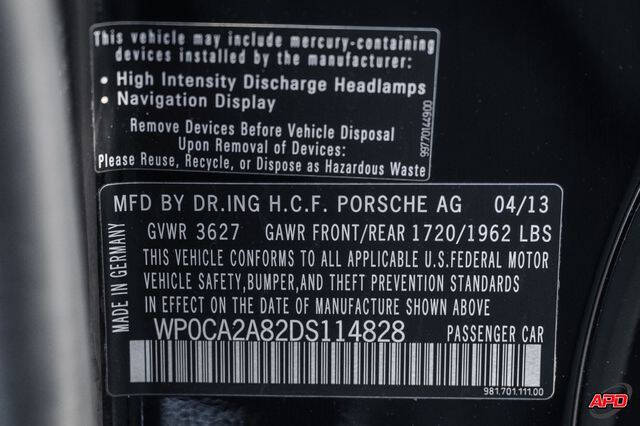 This vehicle may include mercury-containing
devices installed by the manufacturer:
• High Intensity Discharge Headlamps
• Navigation Display
Remove Devices Before Vehicle Disposal
Upon Removal of Devices:
Please Reuse, Recycle, or Dispose as Hazardous Waste
99770144900
MFD BY DR.ING H.C.F. PORSCHE AG 04/13
GVWR 3627 GAWR FRONT/REAR 1720/1962 LBS
THIS VEHICLE CONFORMS TO ALL APPLICABLE U.S.FEDERAL MOTOR
VEHICLE SAFETY,BUMPER,AND THEFT PREVENTION STANDARDS
IN EFFECT ON THE DATE OF MANUFACTURE SHOWN ABOVE
WP0CA2A82DS114828 PASSENGER CAR
MADE IN GERMANY
981.701.111.00
APD